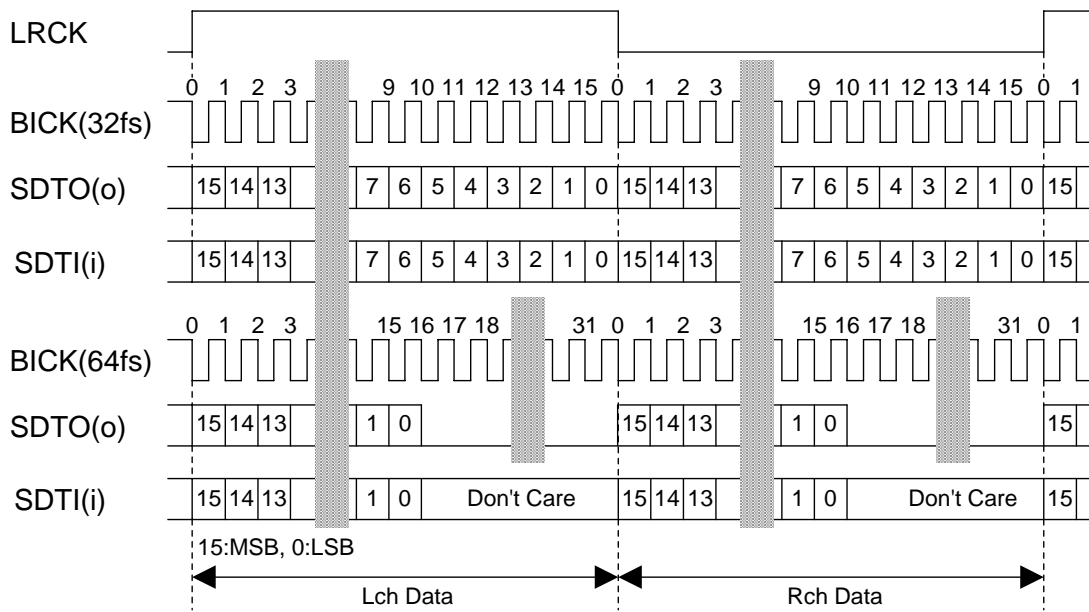 LRCK
0 1 2 3 9 10 11 12 13 14 15 0 1 2 3 9 10 11 12 13 14 15 0 1
BICK(32fs)
SDTO(o) 15 14 13 7 6 5 4 3 2 1 0 15 14 13 7 6 5 4 3 2 1 0 15
SDTI(i) 15 14 13 7 6 5 4 3 2 1 0 15 14 13 7 6 5 4 3 2 1 0 15
0 1 2 3 15 16 17 18 31 0 1 2 3 15 16 17 18 31 0 1
BICK(64fs)
SDTO(o) 15 14 13 1 0 15 14 13 1 0 15
SDTI(i) 15 14 13 1 0 Don't Care 15 14 13 1 0 Don't Care 15
15:MSB, 0:LSB
Lch Data Rch Data